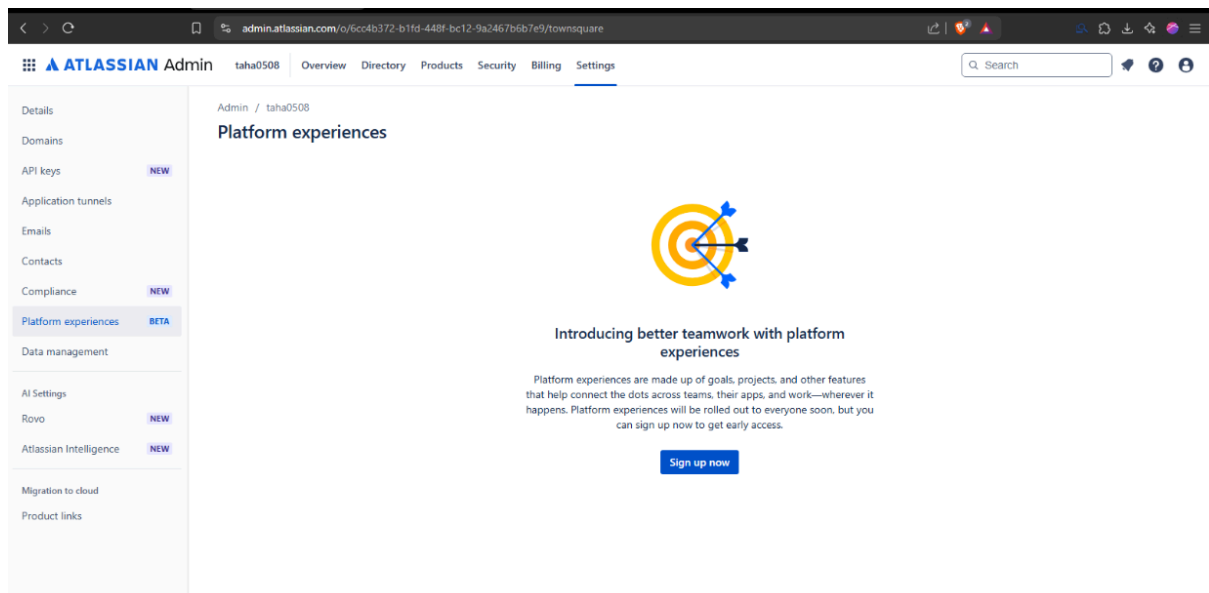 admin.atlassian.com/o/6cc4b372-b1fd-448f-bc12-9a2467b6b7e9/townsquare
ATLASSIAN Admin
taha0508
Overview
Directory
Products
Security
Billing
Settings
Search
Details
Domains
API keys NEW
Application tunnels
Emails
Contacts
Compliance NEW
Platform experiences BETA
Data management
AI Settings
Rovo NEW
Atlassian Intelligence NEW
Migration to cloud
Product links
Admin / taha0508
Platform experiences
Introducing better teamwork with platform
experiences
Platform experiences are made up of goals, projects, and other features
that help connect the dots across teams, their apps, and work—wherever it
happens. Platform experiences will be rolled out to everyone soon, but you
can sign up now to get early access.
Sign up now